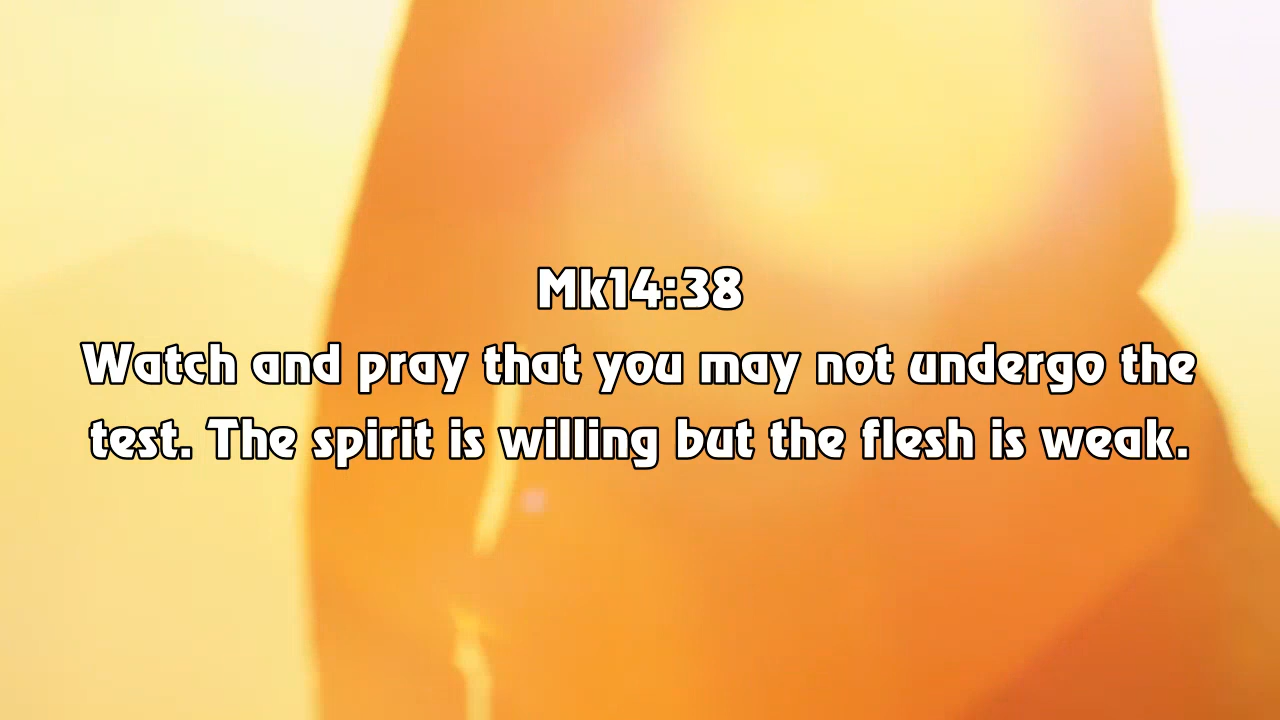 Mk14:38
Watch and pray that you may not undergo the
test. The spirit is willing but the flesh is weak.